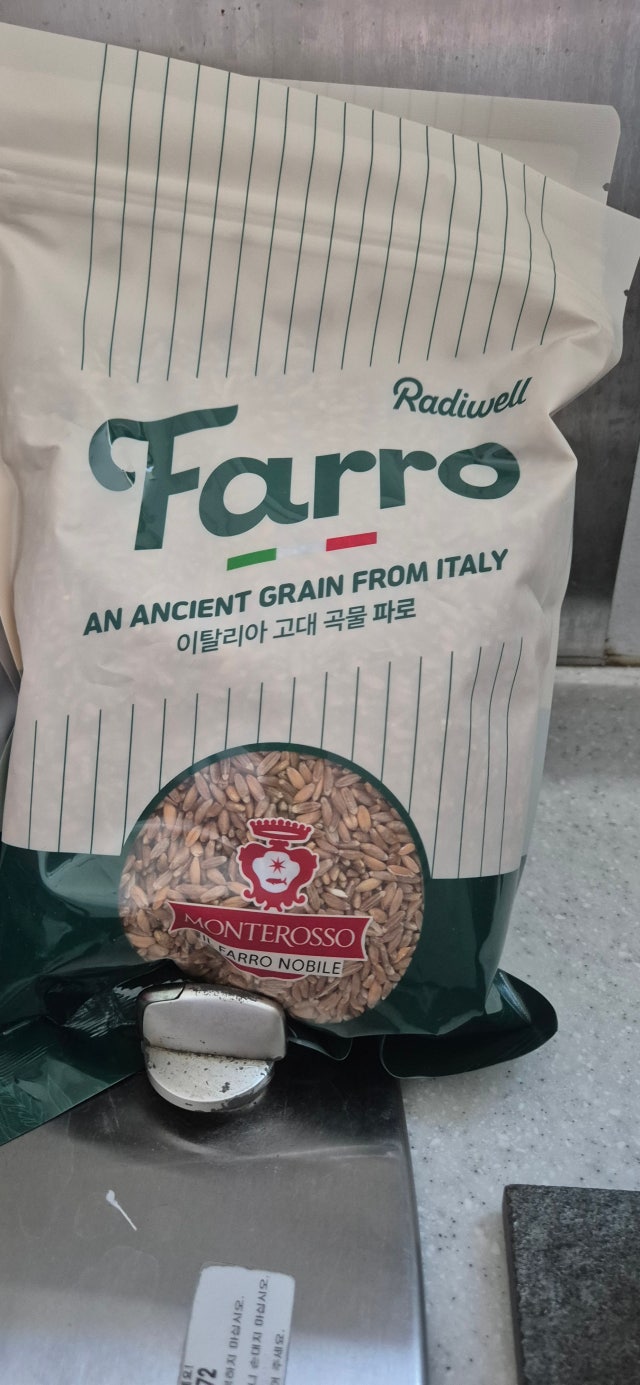 Radiwell
Farro
AN ANCIENT GRAIN FROM ITALY
이탈리아 고대 곡물 파로
MONTEROSSO
IL FARRO NOBILE
72